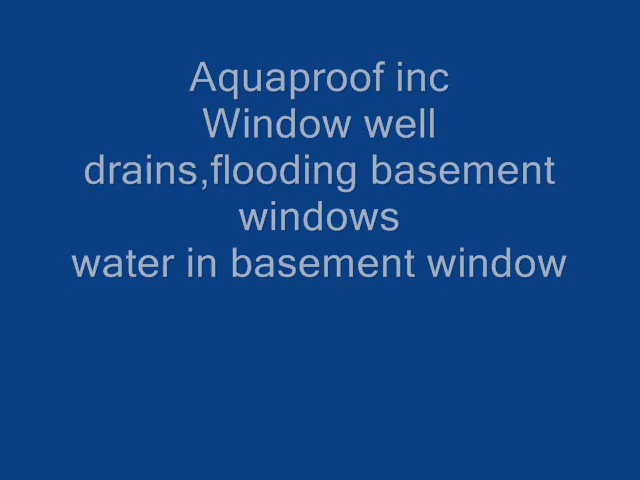 Aquaproof inc
Window well
drains,flooding basement
windows
water in basement window